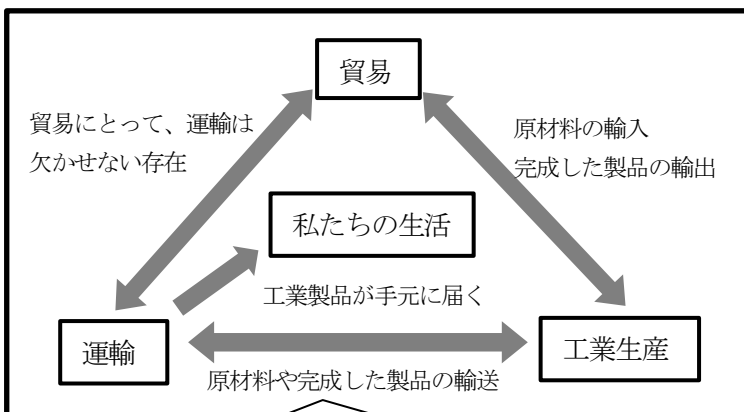 貿易
貿易にとって、運輸は
欠かせない存在
原材料の輸入
完成した製品の輸出
私たちの生活
工業製品が手元に届く
運輸
工業生産
原材料や完成した製品の輸送